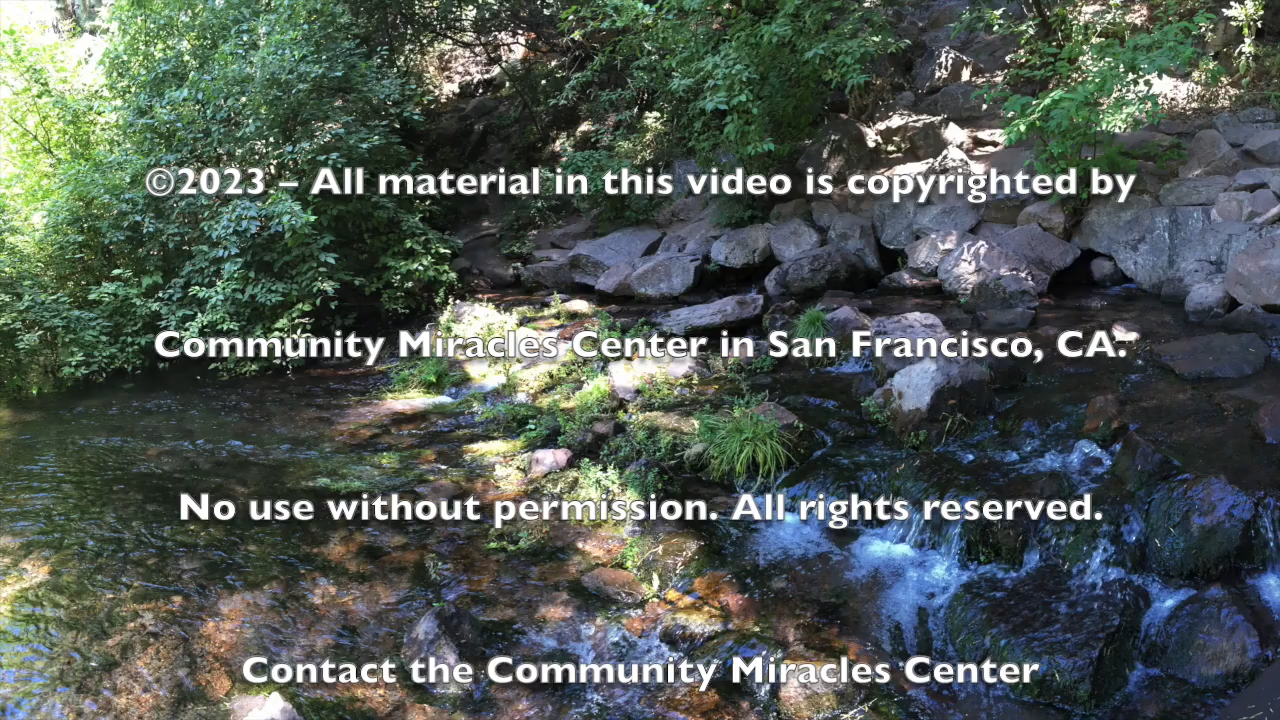 ©2023 – All material in this video is copyrighted by
Community Miracles Center in San Francisco, CA.
No use without permission. All rights reserved.
Contact the Community Miracles Center